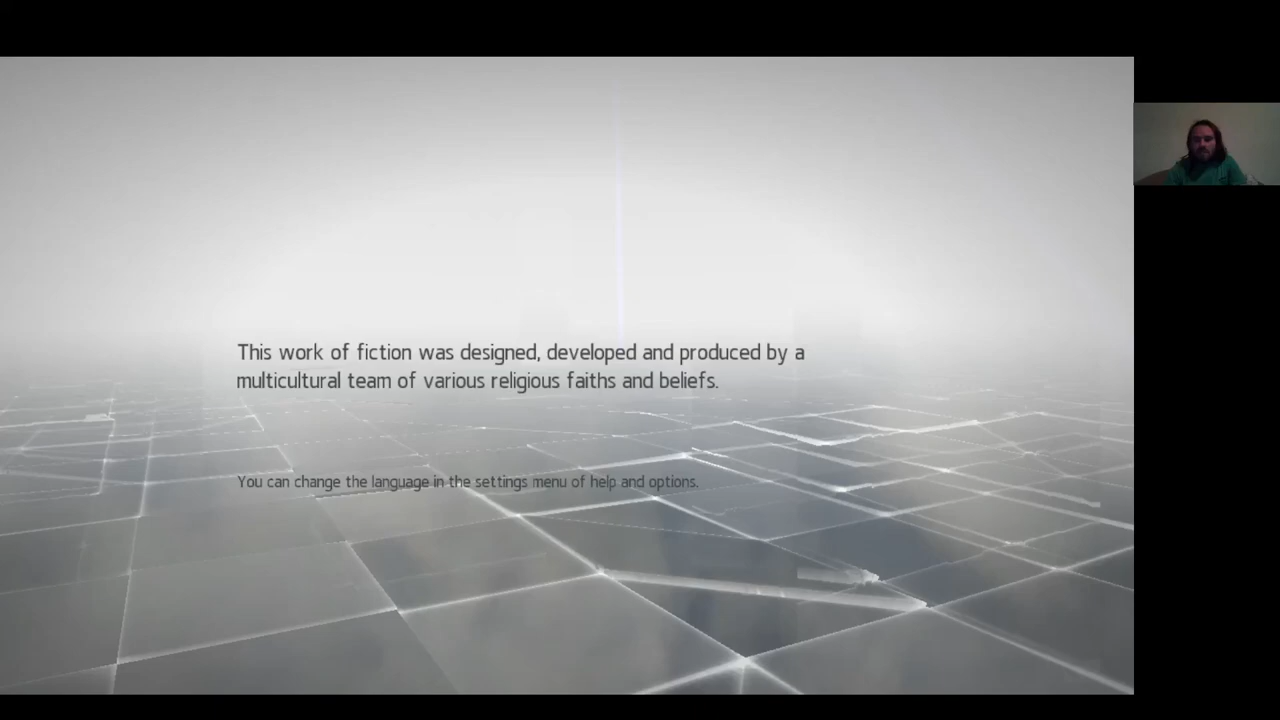 This work of fiction was designed, developed and produced by a
multicultural team of various religious faiths and beliefs.
You can change the language in the settings menu of help and options.